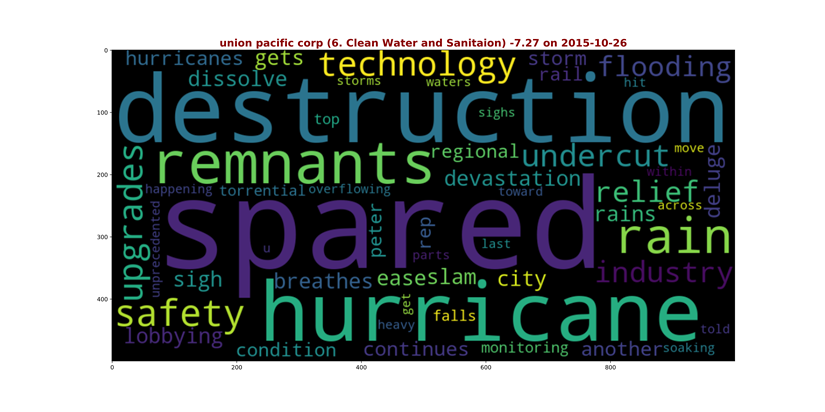 union pacific corp (6. Clean Water and Sanitaion) -7.27 on 2015-10-26
hurricanes gets technology storm flooding
dissolve storms waters rail hit
destruction
top sighs
remnants regional undercut move deluge
upgrades devastation within
happening torrential overflowing toward relief
spared rains across
unprecedented peter rep last rain
u parts
sigh breathes ease slam city industry
safety hurricane
get falls
heavy told
lobbying condition continues monitoring another soaking
0
100
200
300
400
0 200 400 600 800